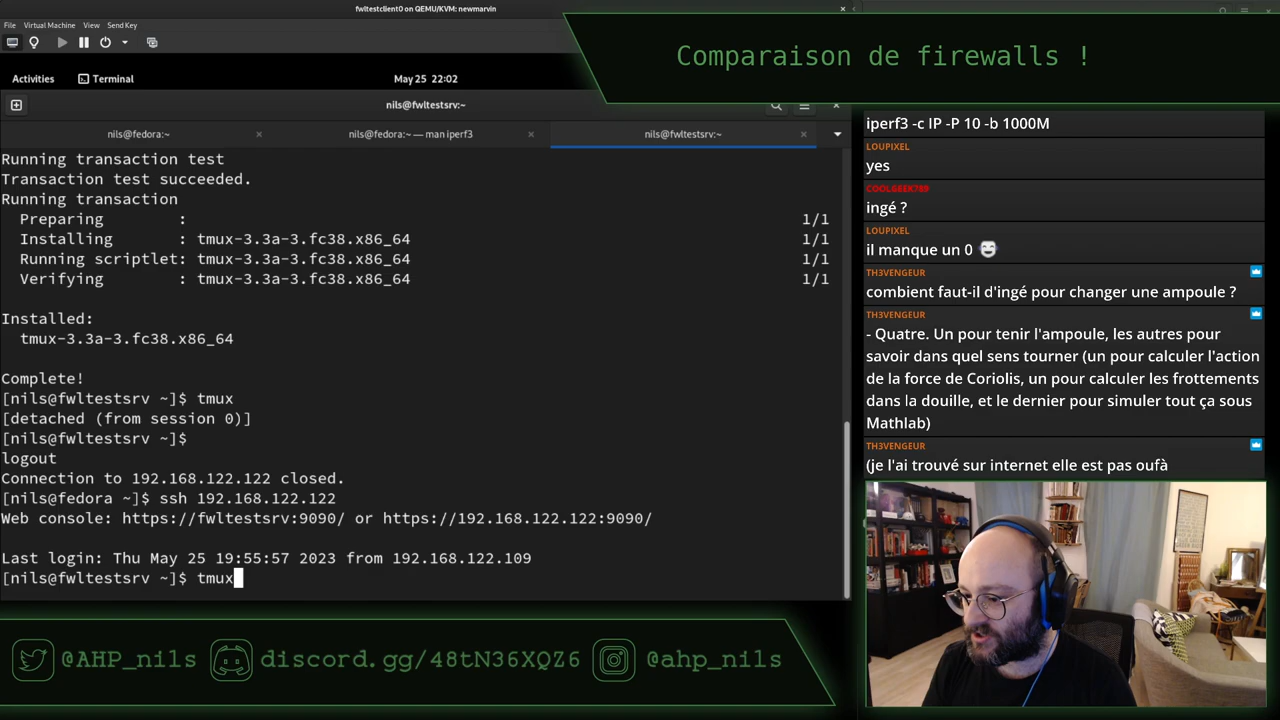 fwltestclient0 on QEMU/KVM: newmarvin
File Virtual Machine View Send Key
Comparaison de firewalls !
Activities Terminal May 25 22:02
nils@fwltestsrv:~
nils@fedora:~ nils@fedora:~ — man iperf3 nils@fwltestsrv:~
Running transaction test
Transaction test succeeded.
Running transaction
Preparing : 1/1
Installing : tmux-3.3a-3.fc38.x86_64 1/1
Running scriptlet: tmux-3.3a-3.fc38.x86_64 1/1
Verifying : tmux-3.3a-3.fc38.x86_64 1/1
Installed:
tmux-3.3a-3.fc38.x86_64
Complete!
[nils@fwltestsrv ~]$ tmux
[detached (from session 0)]
[nils@fwltestsrv ~]$
logout
Connection to 192.168.122.122 closed.
[nils@fedora ~]$ ssh 192.168.122.122
Web console: https://fwltestsrv:9090/ or https://192.168.122.122:9090/
Last login: Thu May 25 19:55:57 2023 from 192.168.122.109
[nils@fwltestsrv ~]$ tmux
iperf3 -c IP -P 10 -b 1000M
LOUPIXEL
yes
COOLGEEK789
ingé ?
LOUPIXEL
il manque un 0
TH3VENGEUR
combient faut-il d'ingé pour changer une ampoule ?
TH3VENGEUR
- Quatre. Un pour tenir l'ampoule, les autres pour
savoir dans quel sens tourner (un pour calculer l'action
de la force de Coriolis, un pour calculer les frottements
dans la douille, et le dernier pour simuler tout ça sous
Mathlab)
TH3VENGEUR
(je l'ai trouvé sur internet elle est pas oufà
@AHP_nils discord.gg/48tN36XQZ6 @ahp_nils